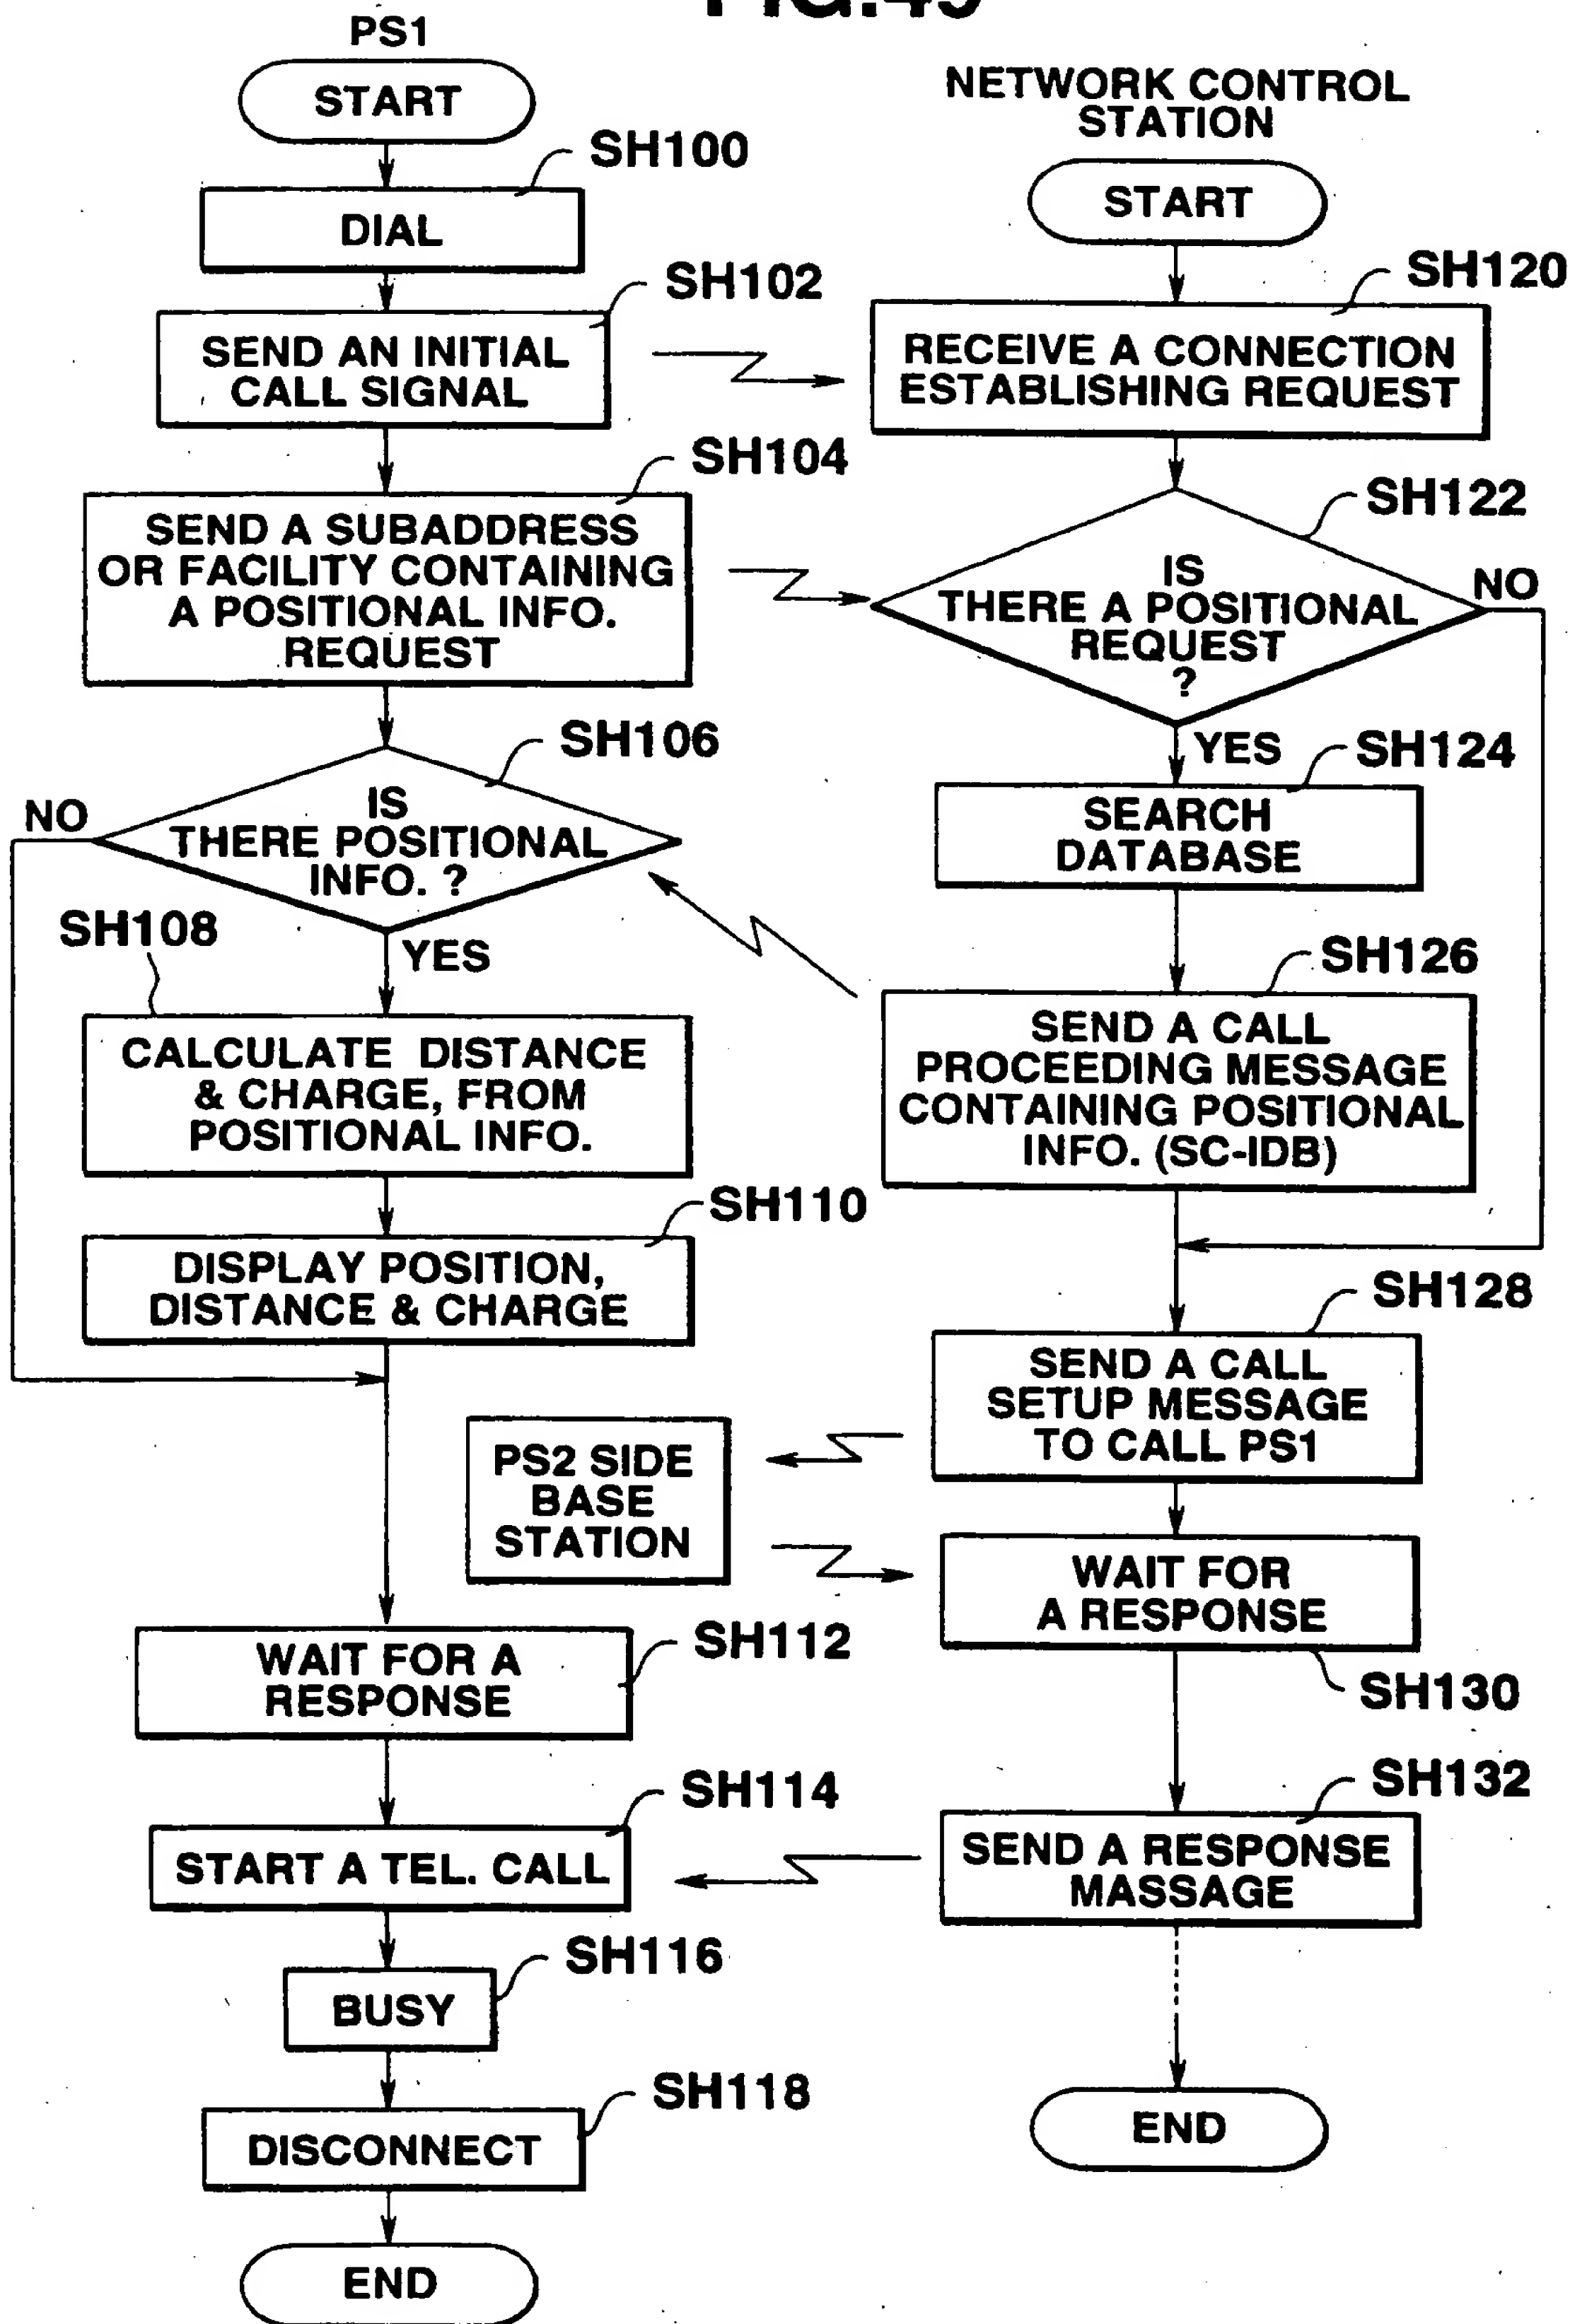 PS1
START
SH100
DIAL
SH102
SEND AN INITIAL
CALL SIGNAL
SH104
SEND A SUBADDRESS
OR FACILITY CONTAINING
A POSITIONAL INFO.
REQUEST
SH106
IS
THERE POSITIONAL
INFO. ?
NO
YES
SH108
CALCULATE DISTANCE
& CHARGE, FROM
POSITIONAL INFO.
SH110
DISPLAY POSITION,
DISTANCE & CHARGE
PS2 SIDE
BASE
STATION
SH112
WAIT FOR A
RESPONSE
SH114
START A TEL. CALL
SH116
BUSY
SH118
DISCONNECT
END
NETWORK CONTROL
STATION
START
SH120
RECEIVE A CONNECTION
ESTABLISHING REQUEST
SH122
IS
THERE A POSITIONAL
REQUEST
?
NO
YES
SH124
SEARCH
DATABASE
SH126
SEND A CALL
PROCEEDING MESSAGE
CONTAINING POSITIONAL
INFO. (SC-IDB)
SH128
SEND A CALL
SETUP MESSAGE
TO CALL PS1
WAIT FOR
A RESPONSE
SH130
SH132
SEND A RESPONSE
MASSAGE
END